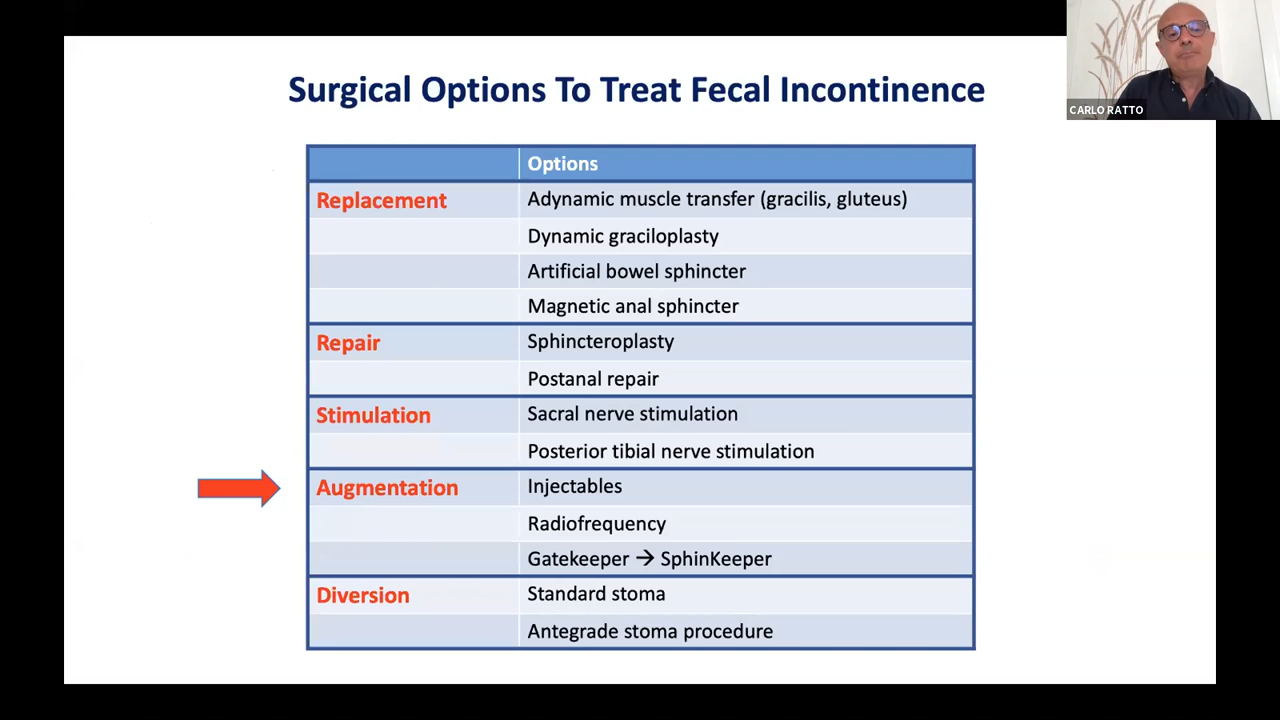 CARLO RATTO
Surgical Options To Treat Fecal Incontinence
Options
Replacement
Adynamic muscle transfer (gracilis, gluteus)
Dynamic graciloplasty
Artificial bowel sphincter
Magnetic anal sphincter
Repair
Sphincteroplasty
Postanal repair
Stimulation
Sacral nerve stimulation
Posterior tibial nerve stimulation
Augmentation
Injectables
Radiofrequency
Gatekeeper → SphinKeeper
Diversion
Standard stoma
Antegrade stoma procedure